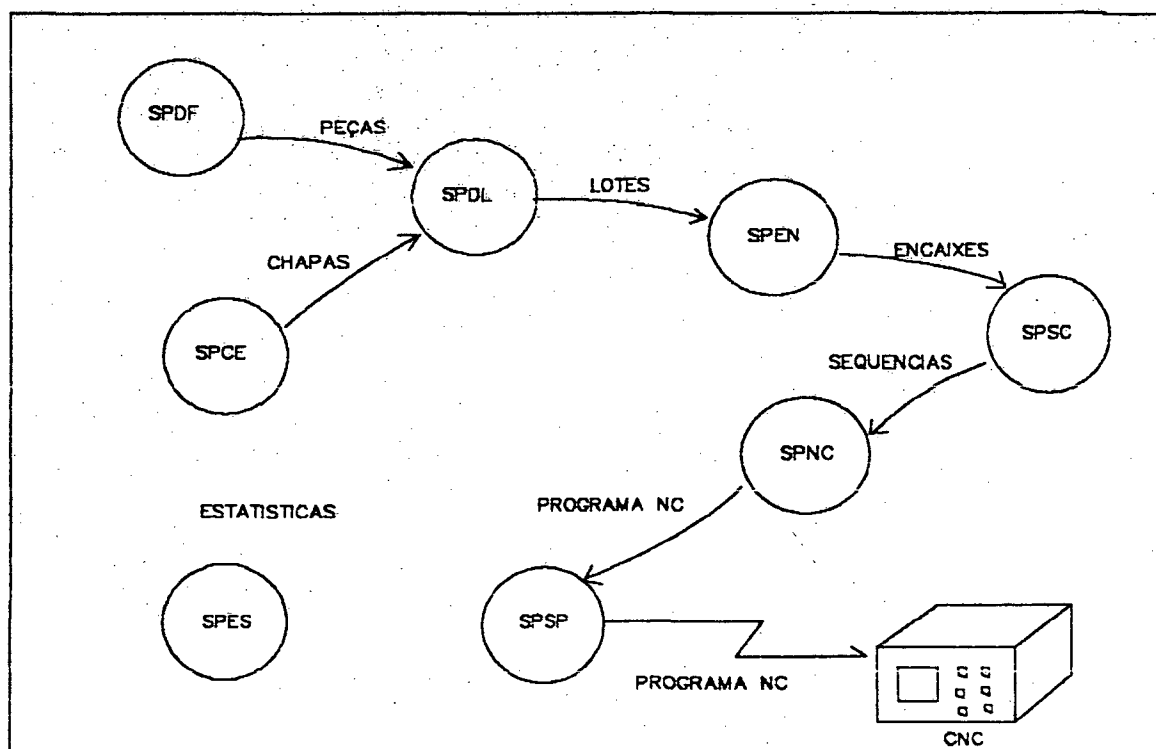 SPDF
PEÇAS
SPDL
LOTES
SPEN
ENCAIXES
SPSC
CHAPAS
SPCE
SEQUENCIAS
SPNC
PROGRAMA NC
ESTATISTICAS
SPES
SPSP
PROGRAMA NC
CNC